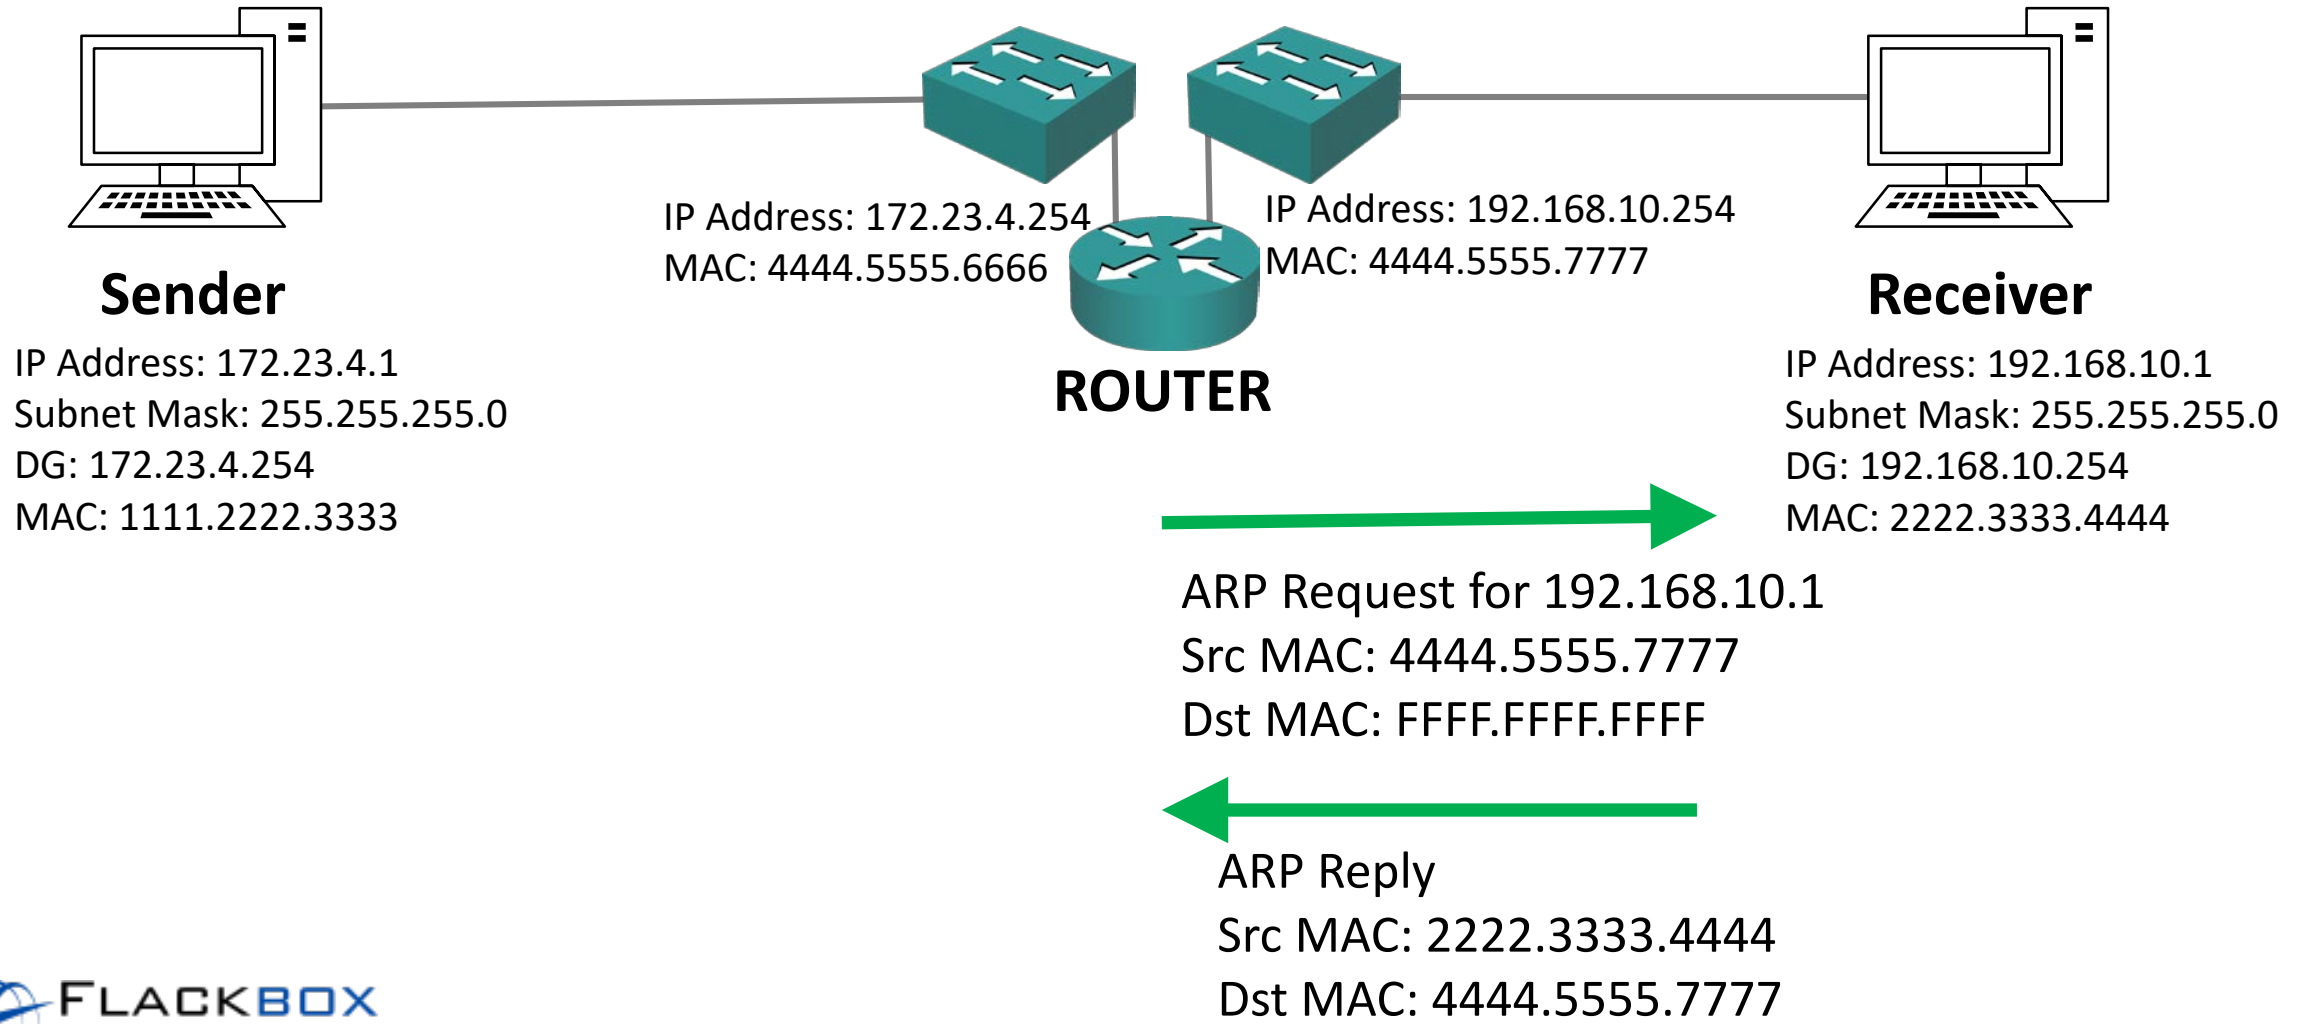 IP Address: 172.23.4.254
MAC: 4444.5555.6666
IP Address: 192.168.10.254
MAC: 4444.5555.7777
Sender
IP Address: 172.23.4.1
Subnet Mask: 255.255.255.0
DG: 172.23.4.254
MAC: 1111.2222.3333
ROUTER
Receiver
IP Address: 192.168.10.1
Subnet Mask: 255.255.255.0
DG: 192.168.10.254
MAC: 2222.3333.4444
ARP Request for 192.168.10.1
Src MAC: 4444.5555.7777
Dst MAC: FFFF.FFFF.FFFF
ARP Reply
Src MAC: 2222.3333.4444
Dst MAC: 4444.5555.7777
FLACKBOX